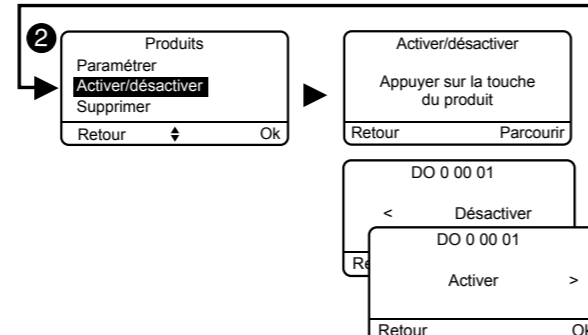 2
Produits
Paramétrer
Activer/désactiver
Supprimer
Retour Ok
Activer/désactiver
Appuyer sur la touche
du produit
Retour Parcourir
DO 0 00 01
< Désactiver
DO 0 00 01
Activer >
Retour Ok